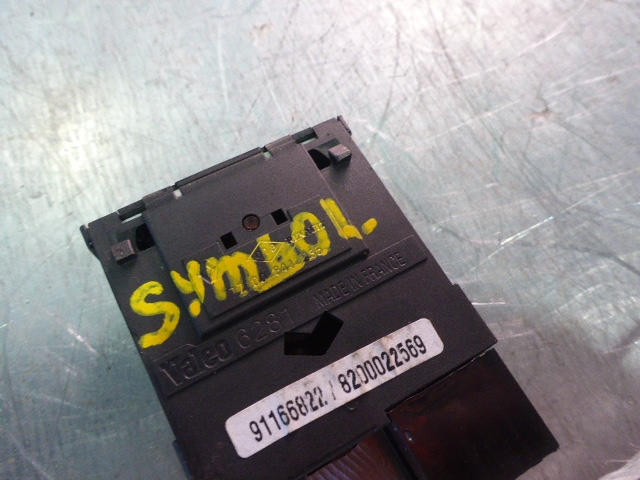 SYMBOL
Valeo 6281 MADE IN FRANCE
91166822 / 8200022569